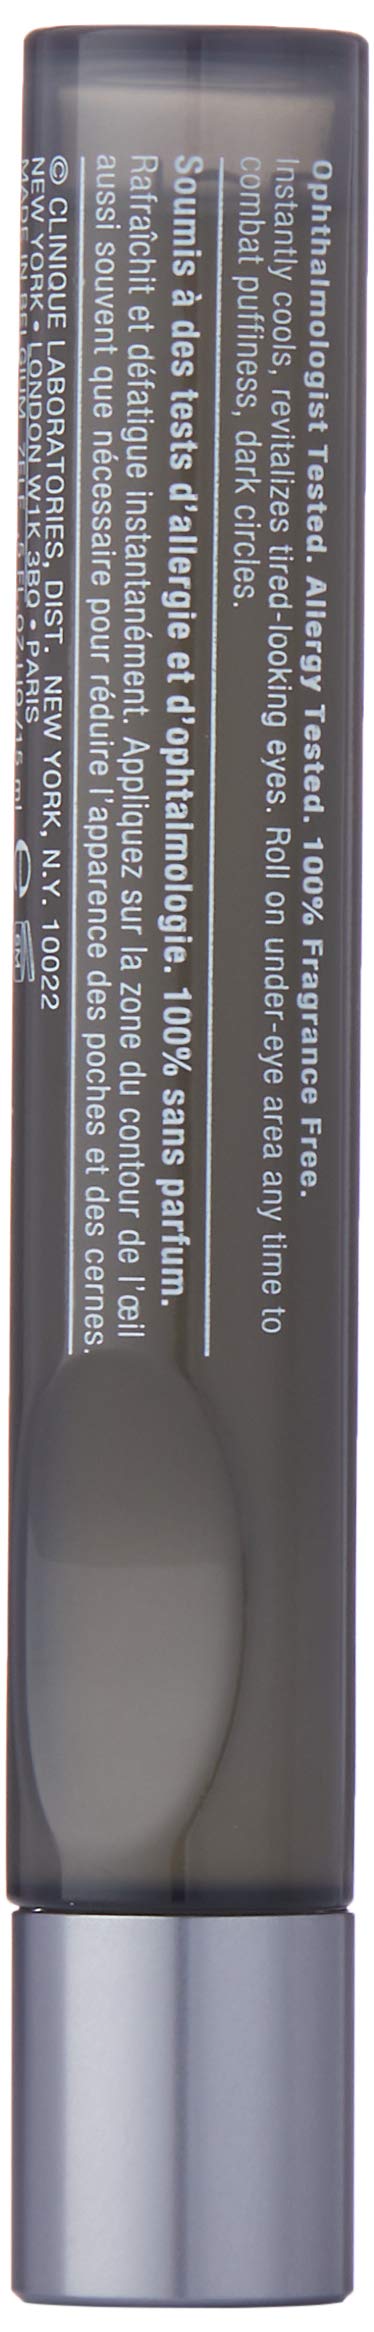 Ophthalmologist Tested. Allergy Tested. 100% Fragrance Free.
Instantly cools, revitalizes tired-looking eyes. Roll on under-eye area any time to
combat puffiness, dark circles.
Soumis à des tests d'allergie et d'ophtalmologie. 100% sans parfum.
Rafraîchit et défatigue instantanément. Appliquez sur la zone du contour de l'œil
aussi souvent que nécessaire pour réduire l'apparence des poches et des cernes.
© CLINIQUE LABORATORIES, DIST. NEW YORK, N.Y. 10022
NEW YORK • LONDON W1K 3BQ • PARIS
MADE IN BELGIUM 15 ml